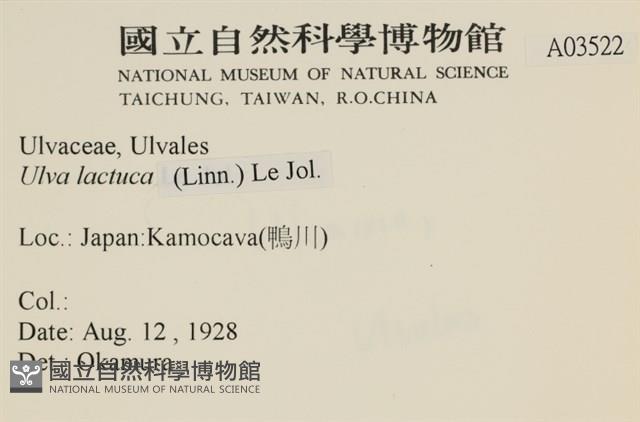 國立自然科學博物館
A03522
NATIONAL MUSEUM OF NATURAL SCIENCE
TAICHUNG, TAIWAN, R.O.CHINA
Ulvaceae, Ulvales
Ulva lactuca (Linn.) Le Jol.
Loc.: Japan:Kamocava(鴨川)
Col.:
Date: Aug. 12 , 1928
Det.: Okamura
國立自然科學博物館
NATIONAL MUSEUM OF NATURAL SCIENCE